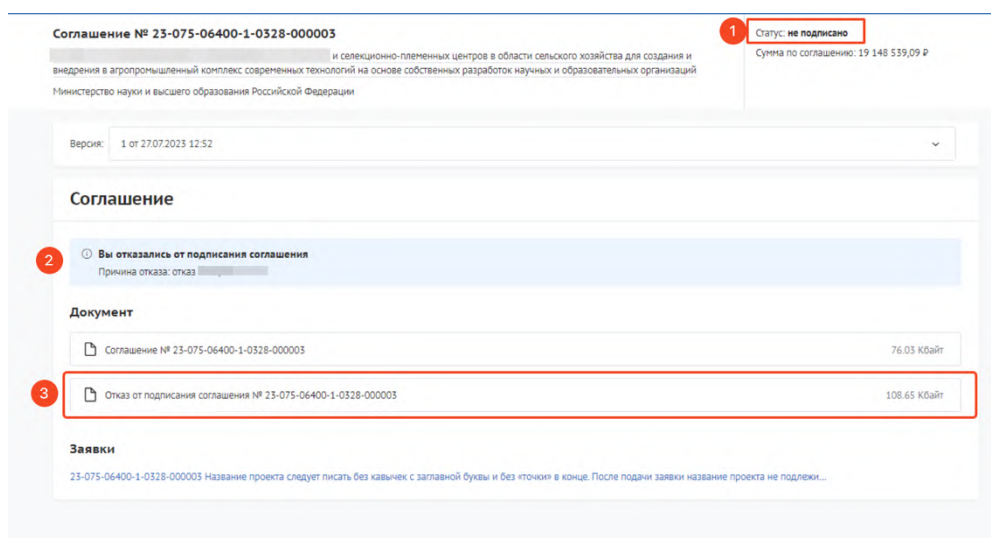 Соглашение № 23-075-06400-1-0328-000003
1
Статус: не подписано
Сумма по соглашению: 19 148 539,09 ₽
и селекционно-племенных центров в области сельского хозяйства для создания и
внедрения в агропромышленный комплекс современных технологий на основе собственных разработок научных и образовательных организаций
Министерство науки и высшего образования Российской Федерации
Версия: 1 от 27.07.2023 12:52
Соглашение
2
Вы отказались от подписания соглашения
Причина отказа: отказ
Документ
Соглашение № 23-075-06400-1-0328-000003 76.03 Кбайт
3
Отказ от подписания соглашения № 23-075-06400-1-0328-000003 108.65 Кбайт
Заявки
23-075-06400-1-0328-000003 Название проекта следует писать без кавычек с заглавной буквы и без «точки» в конце. После подачи заявки название проекта не подлежи...